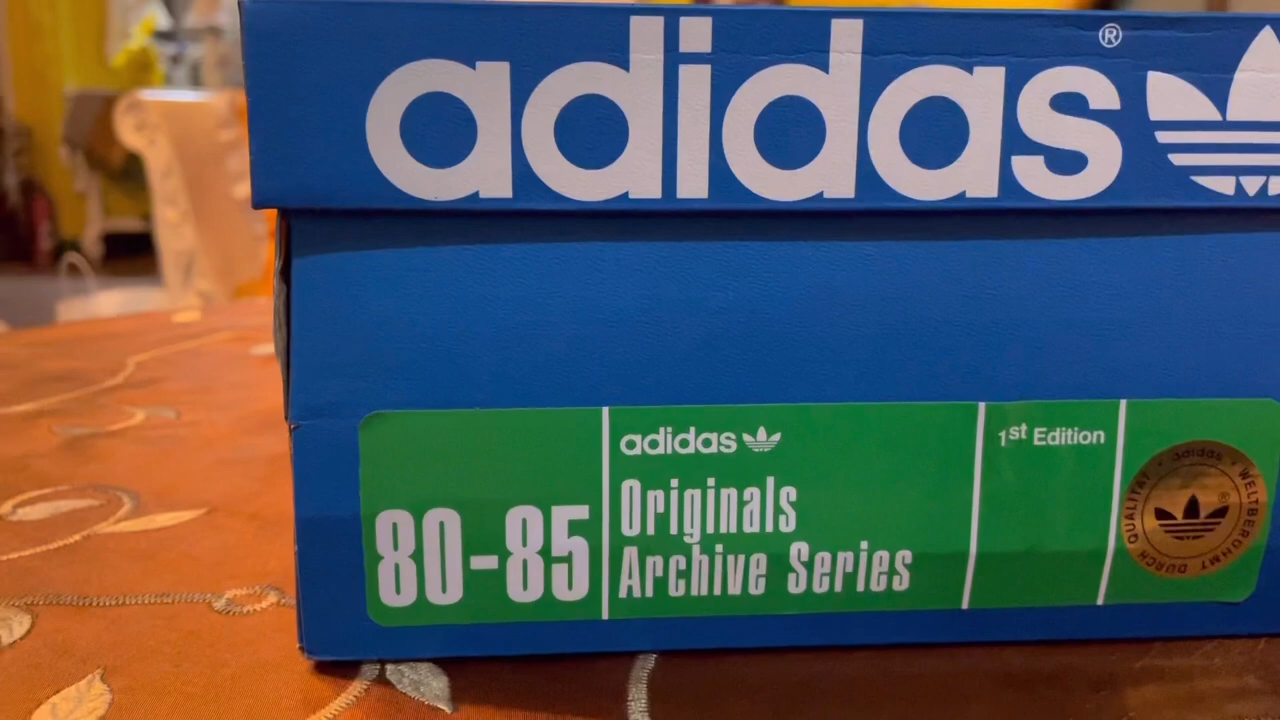 adidas®
80-85
adidas
Originals
Archive Series
1st Edition
adidas • WELTBERÜHMT DURCH QUALITÄT •
®